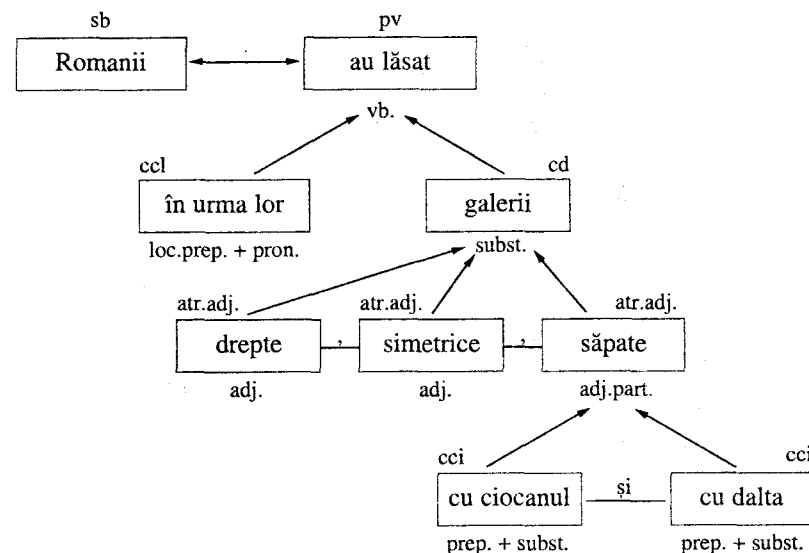 sb pv
Romanii au lăsat
vb.
ccl cd
în urma lor galerii
loc.prep. + pron. subst.
atr.adj. atr.adj. atr.adj.
drepte , simetrice , săpate
adj. adj. adj.part.
cci cci
cu ciocanul și cu dalta
prep. + subst. prep. + subst.